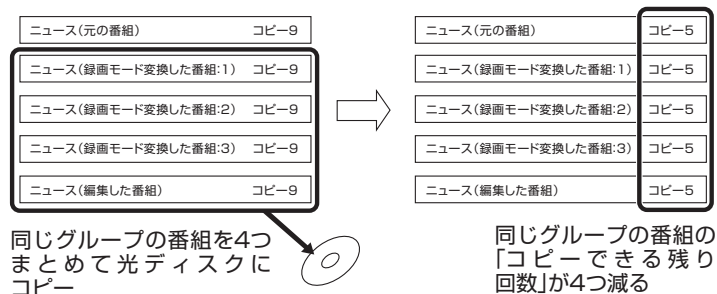 ニュース(元の番組) コピー9
ニュース(録画モード変換した番組:1) コピー9
ニュース(録画モード変換した番組:2) コピー9
ニュース(録画モード変換した番組:3) コピー9
ニュース(編集した番組) コピー9
同じグループの番組を4つ
まとめて光ディスクに
コピー
ニュース(元の番組) コピー5
ニュース(録画モード変換した番組:1) コピー5
ニュース(録画モード変換した番組:2) コピー5
ニュース(録画モード変換した番組:3) コピー5
ニュース(編集した番組) コピー5
同じグループの番組の
「コピーできる残り
回数」が4つ減る